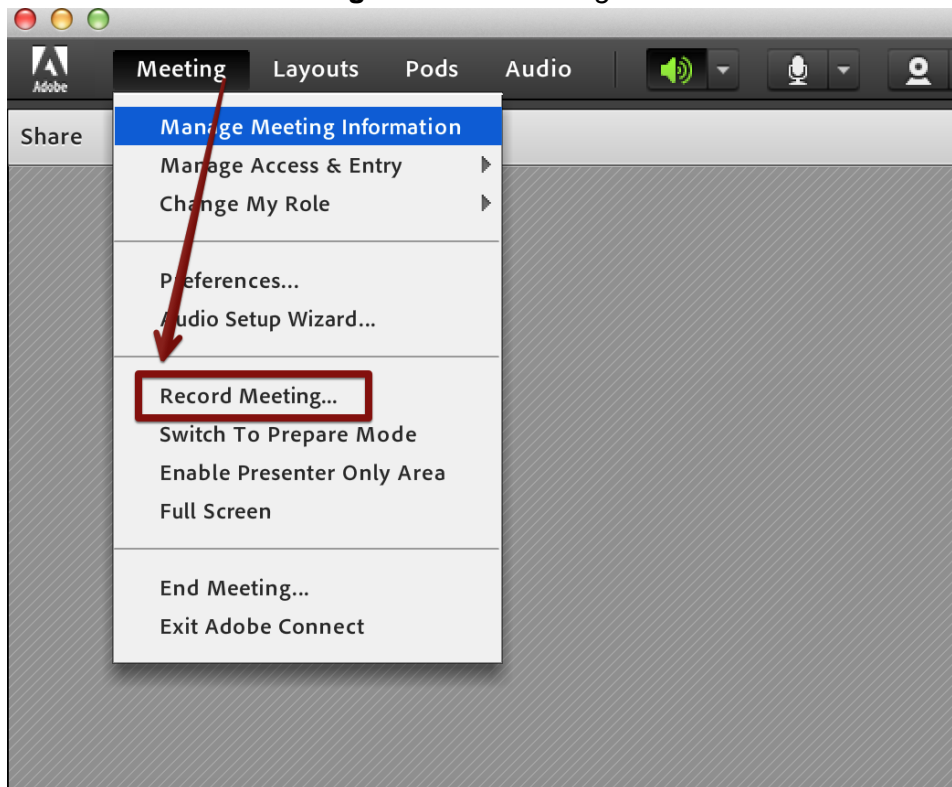 Adobe
Meeting Layouts Pods Audio
Share
Manage Meeting Information
Manage Access & Entry
Change My Role
Preferences...
Audio Setup Wizard...
Record Meeting...
Switch To Prepare Mode
Enable Presenter Only Area
Full Screen
End Meeting...
Exit Adobe Connect